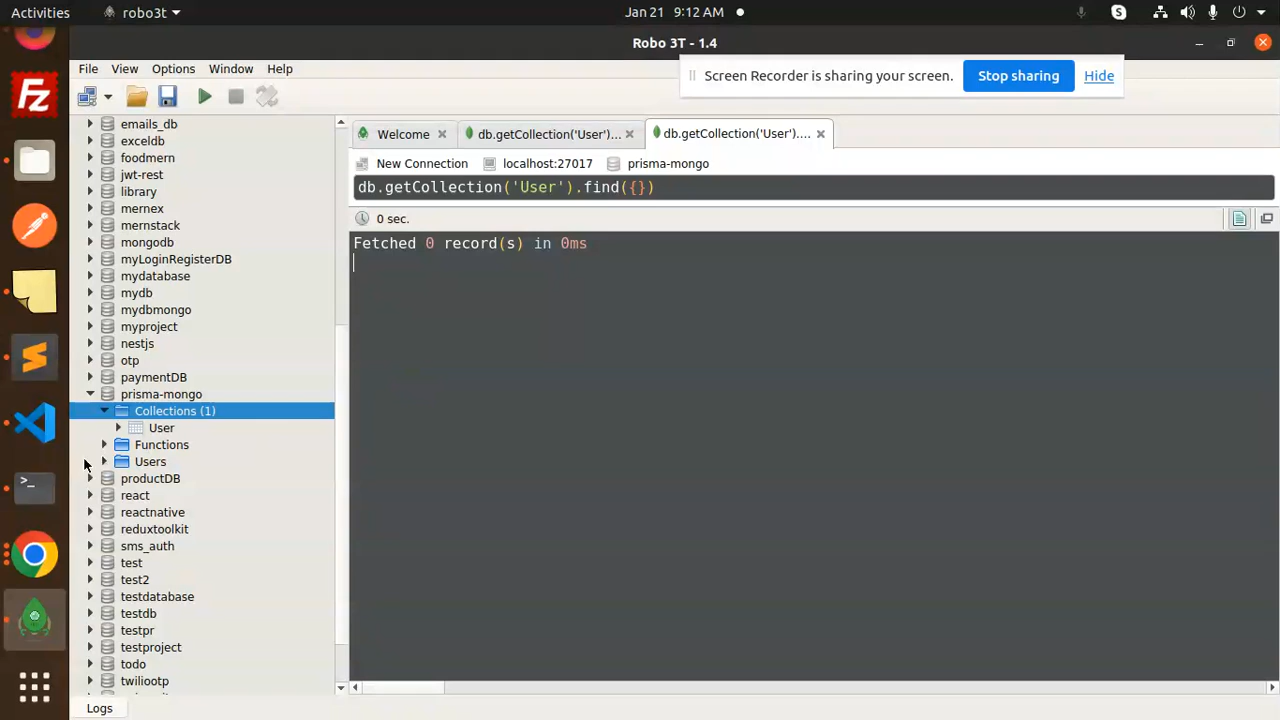 Activities robo3t Jan 21 9:12 AM
Robo 3T - 1.4
File View Options Window Help
Screen Recorder is sharing your screen. Stop sharing Hide
Welcome db.getCollection('User')... db.getCollection('User')....
New Connection localhost:27017 prisma-mongo
db.getCollection('User').find({})
0 sec.
Fetched 0 record(s) in 0ms
emails_db
exceldb
foodmern
jwt-rest
library
mernex
mernstack
mongodb
myLoginRegisterDB
mydatabase
mydb
mydbmongo
myproject
nestjs
otp
paymentDB
prisma-mongo
Collections (1)
User
Functions
Users
productDB
react
reactnative
reduxtoolkit
sms_auth
test
test2
testdatabase
testdb
testpr
testproject
todo
twiliootp
Logs